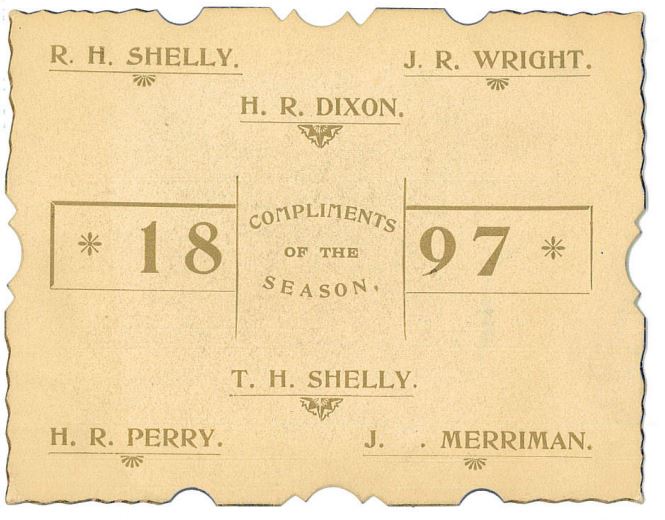 R. H. SHELLY.
J. R. WRIGHT.
H. R. DIXON.
* 18
COMPLIMENTS
OF THE
SEASON.
97 *
T. H. SHELLY.
H. R. PERRY.
J. . MERRIMAN.